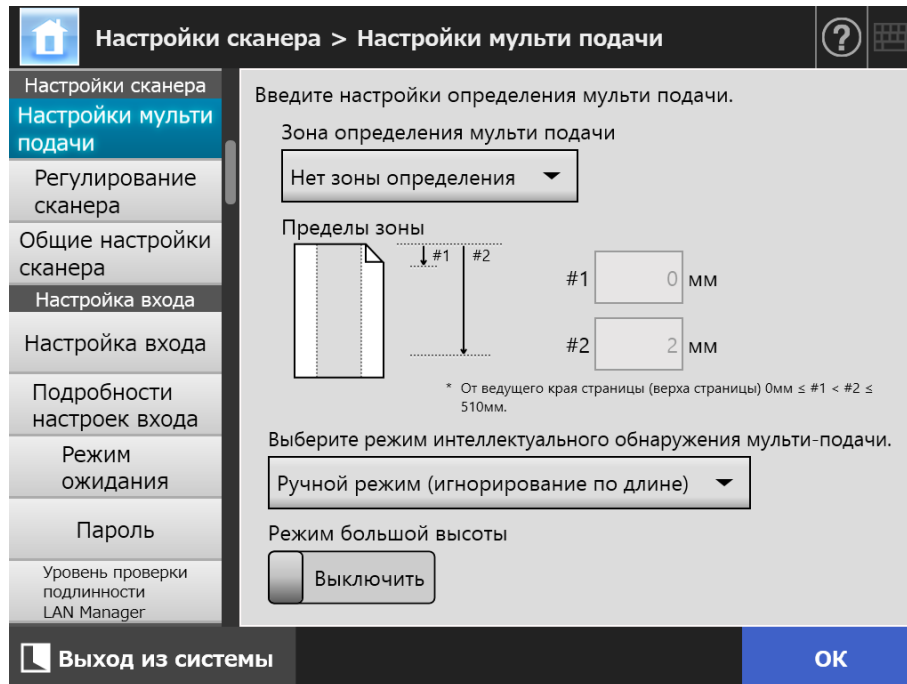 Настройки сканера > Настройки мульти подачи
Настройки сканера
Настройки мульти
подачи
Регулирование
сканера
Общие настройки
сканера
Настройка входа
Настройка входа
Подробности
настроек входа
Режим
ожидания
Пароль
Уровень проверки
подлинности
LAN Manager
Введите настройки определения мульти подачи.
Зона определения мульти подачи
Нет зоны определения
Пределы зоны
#1 #2
#1 0 мм
#2 2 мм
* От ведущего края страницы (верха страницы) 0мм ≤ #1 < #2 ≤
510мм.
Выберите режим интеллектуального обнаружения мульти-подачи.
Ручной режим (игнорирование по длине)
Режим большой высоты
Выключить
Выход из системы
ОК